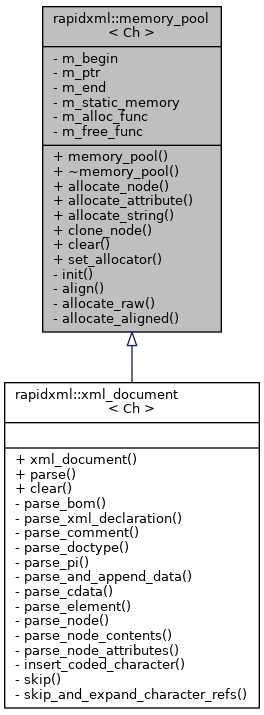 rapidxml::memory_pool
< Ch >
- m_begin
- m_ptr
- m_end
- m_static_memory
- m_alloc_func
- m_free_func
+ memory_pool()
+ ~memory_pool()
+ allocate_node()
+ allocate_attribute()
+ allocate_string()
+ clone_node()
+ clear()
+ set_allocator()
- init()
- align()
- allocate_raw()
- allocate_aligned()
rapidxml::xml_document
< Ch >
+ xml_document()
+ parse()
+ clear()
- parse_bom()
- parse_xml_declaration()
- parse_comment()
- parse_doctype()
- parse_pi()
- parse_and_append_data()
- parse_cdata()
- parse_element()
- parse_node()
- parse_node_contents()
- parse_node_attributes()
- insert_coded_character()
- skip()
- skip_and_expand_character_refs()